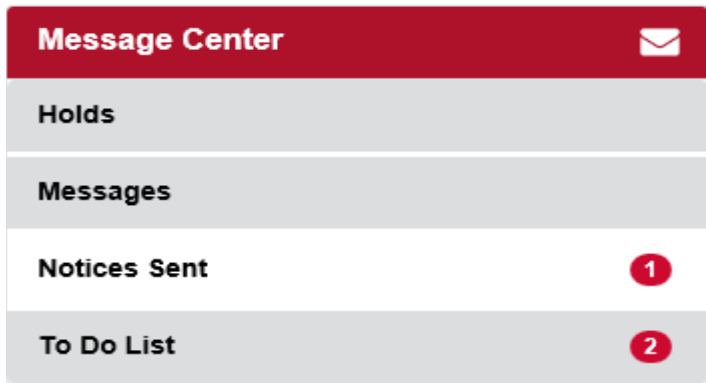 Message Center
Holds
Messages
Notices Sent 1
To Do List 2